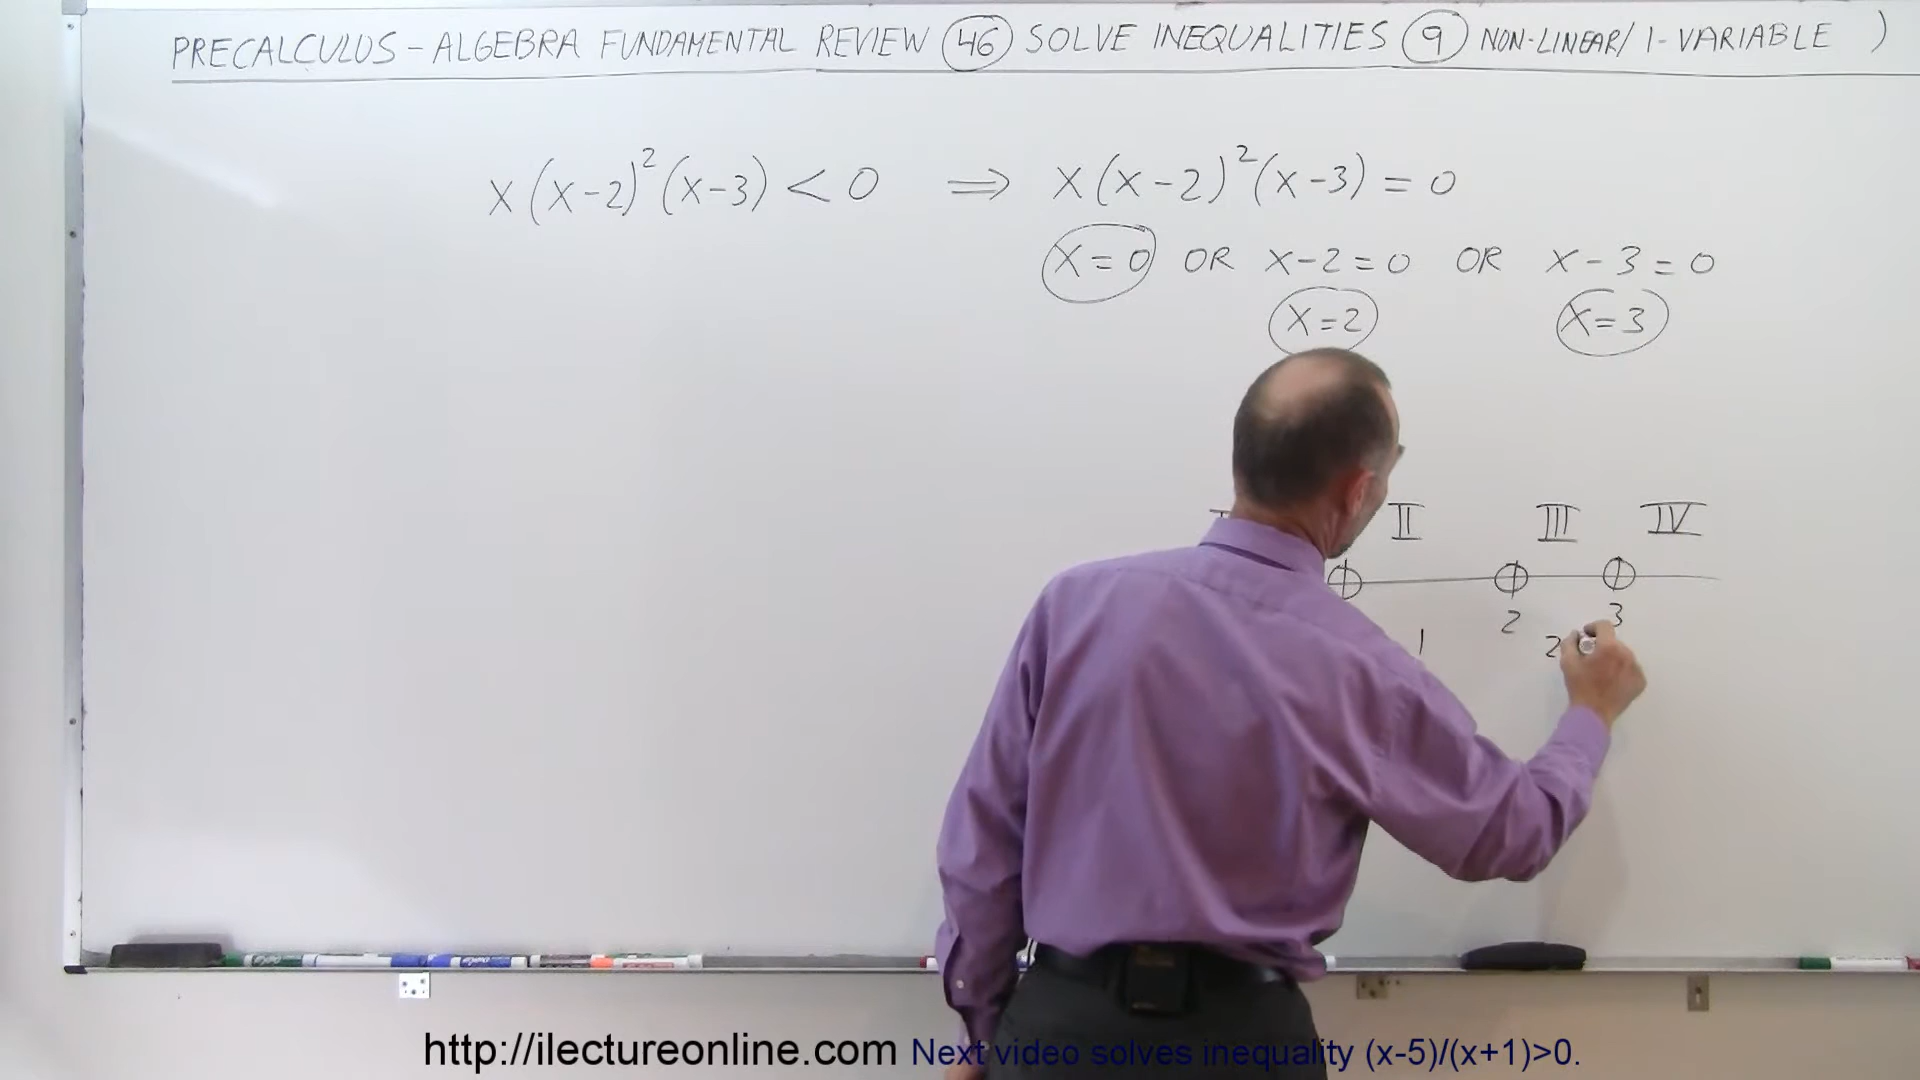 PRECALCULUS - ALGEBRA FUNDAMENTAL REVIEW 46 SOLVE INEQUALITIES 9 NON-LINEAR/ 1-VARIABLE )
x(x-2)²(x-3) < 0 ⇒ x(x-2)²(x-3) = 0
x=0 OR x-2=0 OR x-3=0
x=2 x=3
II III IV
2 3
1 2
http://ilectureonline.com Next video solves inequality (x-5)/(x+1)>0.